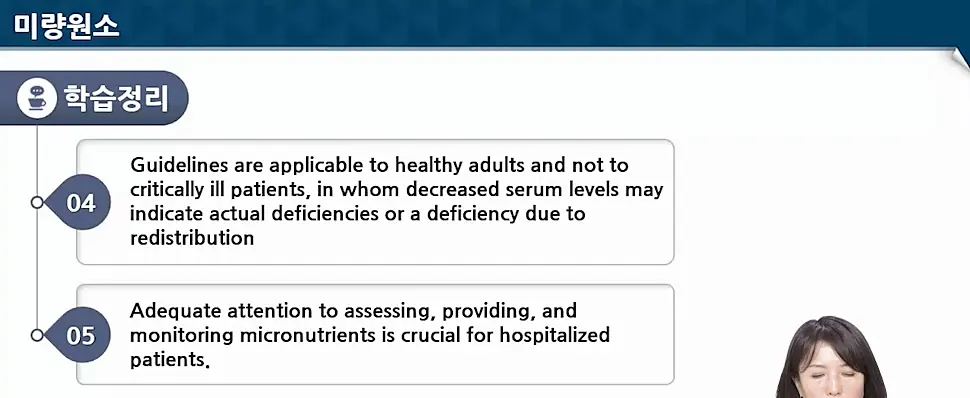 미량원소
학습정리
04
Guidelines are applicable to healthy adults and not to
critically ill patients, in whom decreased serum levels may
indicate actual deficiencies or a deficiency due to
redistribution
05
Adequate attention to assessing, providing, and
monitoring micronutrients is crucial for hospitalized
patients.